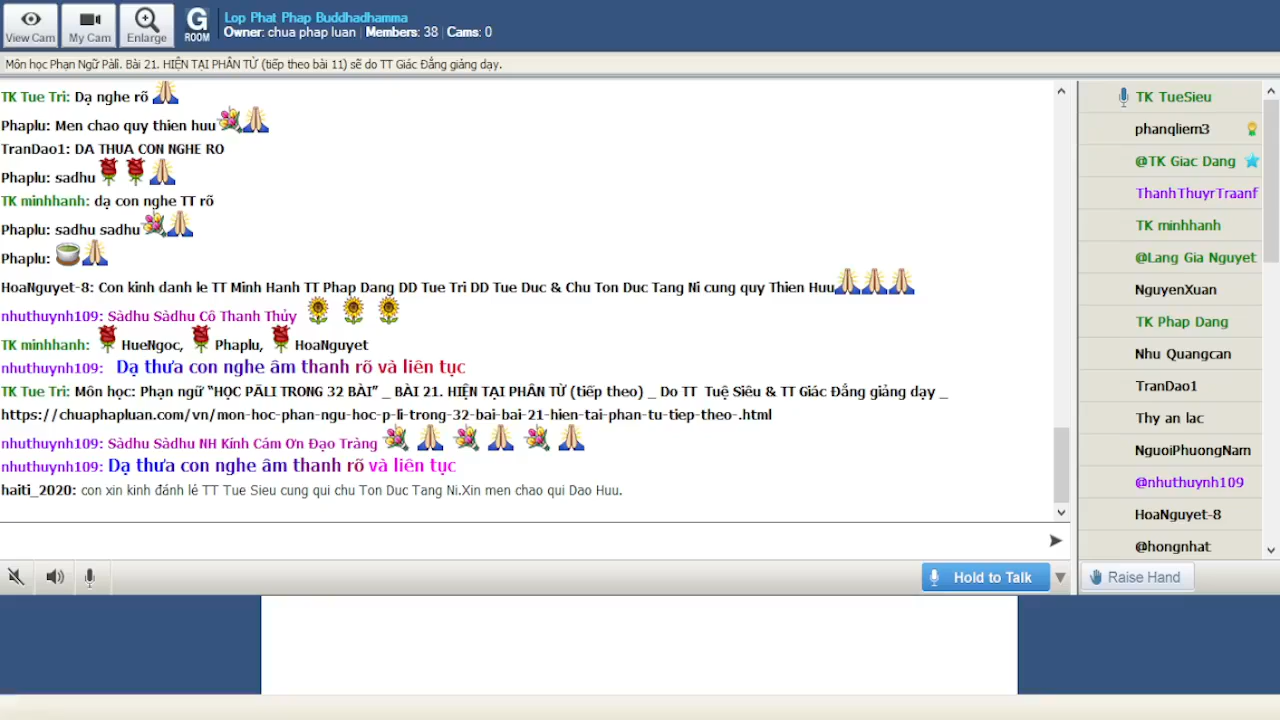 View Cam
My Cam
Enlarge
G
ROOM
Lop Phat Phap Buddhadhamma
Owner: chua phap luan | Members: 38 | Cams: 0
Môn học Phạn Ngữ Pāli. Bài 21. HIỆN TẠI PHÂN TỪ (tiếp theo bài 11) sẽ do TT Giác Đẳng giảng dạy.
TK Tue Tri: Dạ nghe rõ
Phaplu: Men chao quy thien huu
TranDao1: DA THUA CON NGHE RO
Phaplu: sadhu
TK minhhanh: dạ con nghe TT rõ
Phaplu: sadhu sadhu
Phaplu:
HoaNguyet-8: Con kinh danh le TT Minh Hanh TT Phap Dang DD Tue Tri DD Tue Duc & Chu Ton Duc Tang Ni cung quy Thien Huu
nhuthuynh109: Sàdhu Sàdhu Cô Thanh Thủy
TK minhhanh: HueNgoc, Phaplu, HoaNguyet
nhuthuynh109: Dạ thưa con nghe âm thanh rõ và liên tục
TK Tue Tri: Môn học: Phạn ngữ “HỌC PĀLI TRONG 32 BÀI” _ BÀI 21. HIỆN TẠI PHÂN TỪ (tiếp theo) _ Do TT Tuệ Siêu & TT Giác Đẳng giảng dạy _
https://chuaphapluan.com/vn/mon-hoc-phan-ngu-hoc-p-li-trong-32-bai-bai-21-hien-tai-phan-tu-tiep-theo-.html
nhuthuynh109: Sàdhu Sàdhu NH Kính Cám Ơn Đạo Tràng
nhuthuynh109: Dạ thưa con nghe âm thanh rõ và liên tục
haiti_2020: con xin kinh đánh lẻ TT Tue Sieu cung qui chu Ton Duc Tang Ni.Xin men chao qui Dao Huu.
Hold to Talk
TK TueSieu
phanqliem3
@TK Giac Dang
ThanhThuyrTraanf
TK minhhanh
@Lang Gia Nguyet
NguyenXuan
TK Phap Dang
Nhu Quangcan
TranDao1
Thy an lac
NguoiPhuongNam
@nhuthuynh109
HoaNguyet-8
@hongnhat
Raise Hand